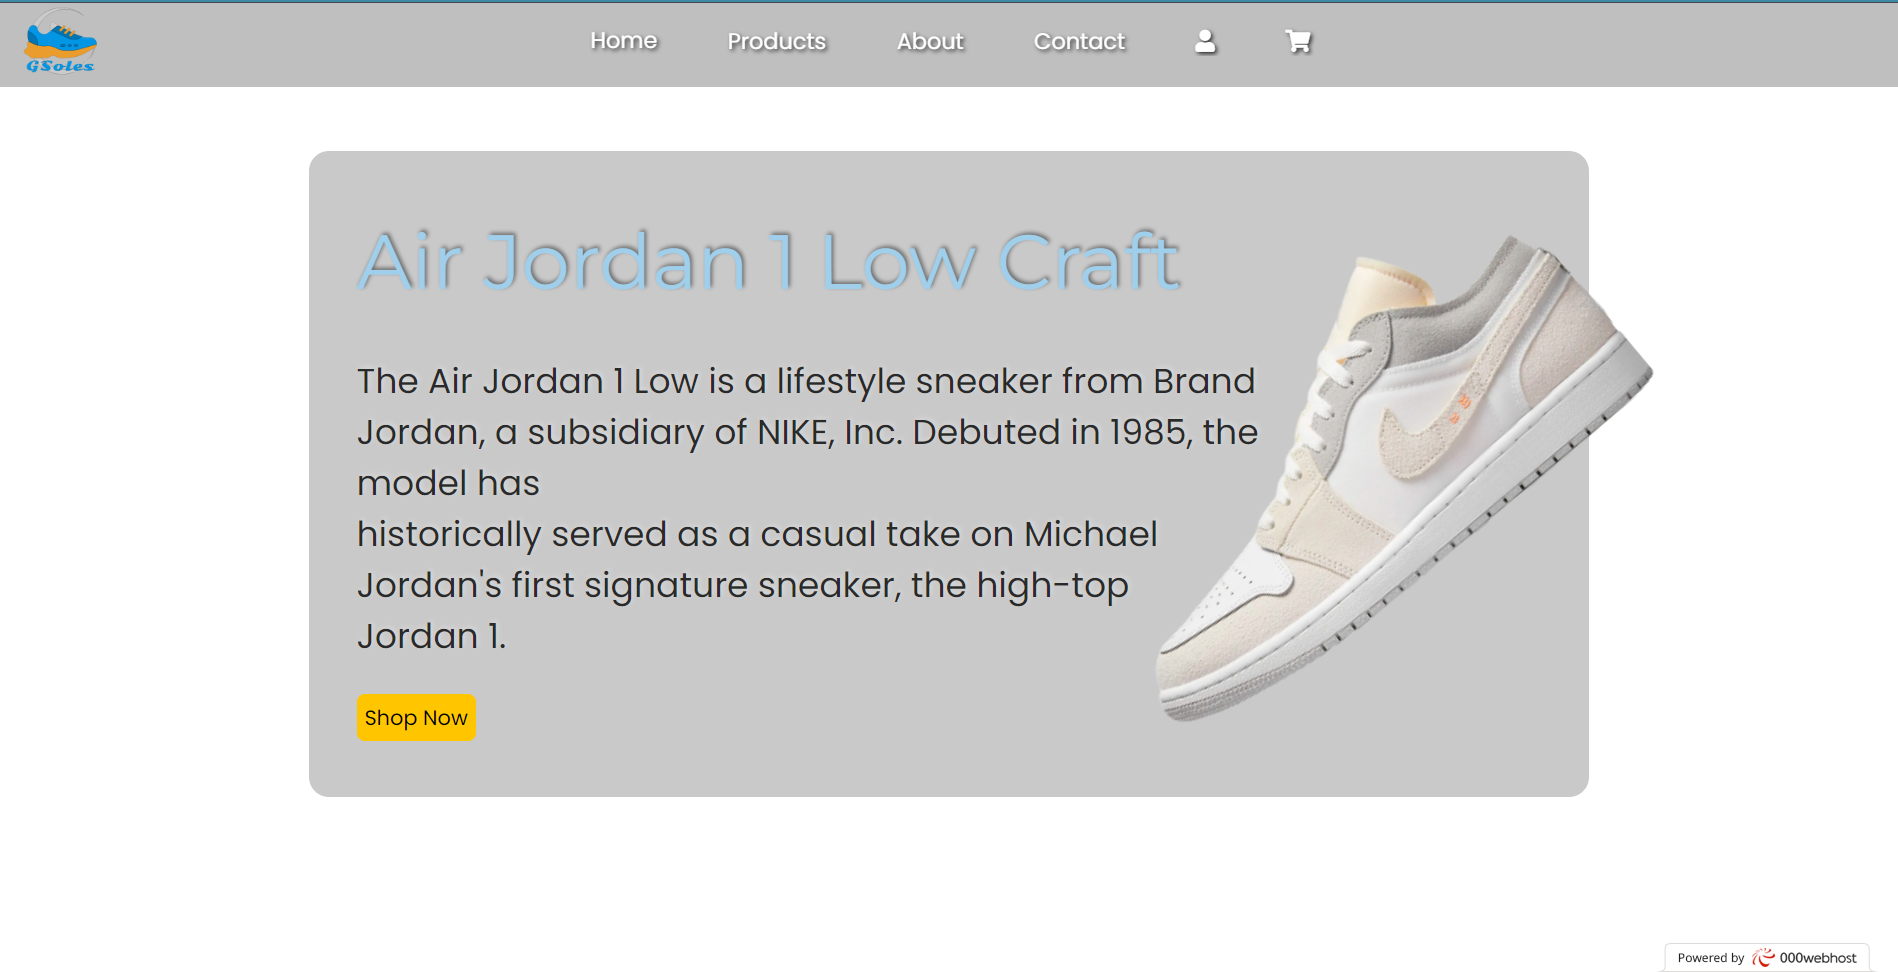 GSoles
Home
Products
About
Contact
Air Jordan 1 Low Craft
The Air Jordan 1 Low is a lifestyle sneaker from Brand
Jordan, a subsidiary of NIKE, Inc. Debuted in 1985, the
model has
historically served as a casual take on Michael
Jordan's first signature sneaker, the high-top
Jordan 1.
Shop Now
Powered by 000webhost